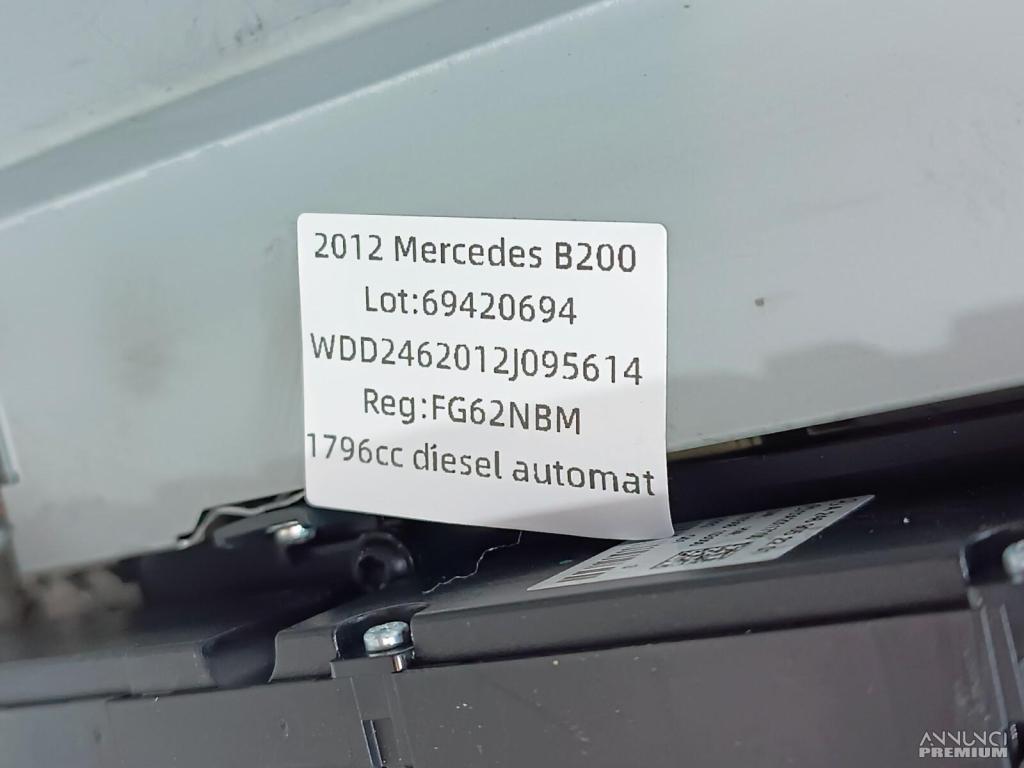 2012 Mercedes B200
Lot:69420694
WDD2462012J095614
Reg:FG62NBM
1796cc diesel automat
ANNUNCI
PREMIUM